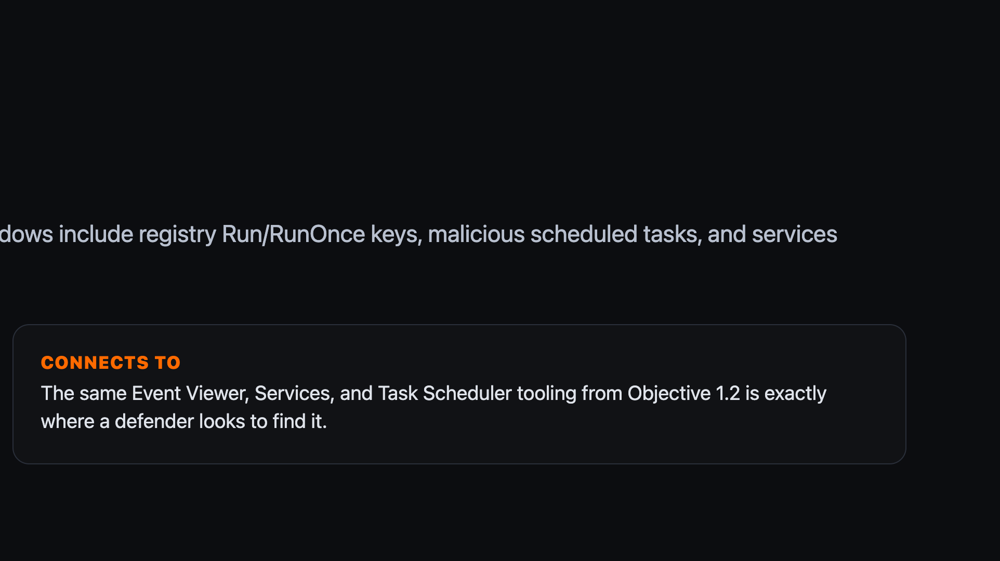 dows include registry Run/RunOnce keys, malicious scheduled tasks, and services
CONNECTS TO
The same Event Viewer, Services, and Task Scheduler tooling from Objective 1.2 is exactly
where a defender looks to find it.